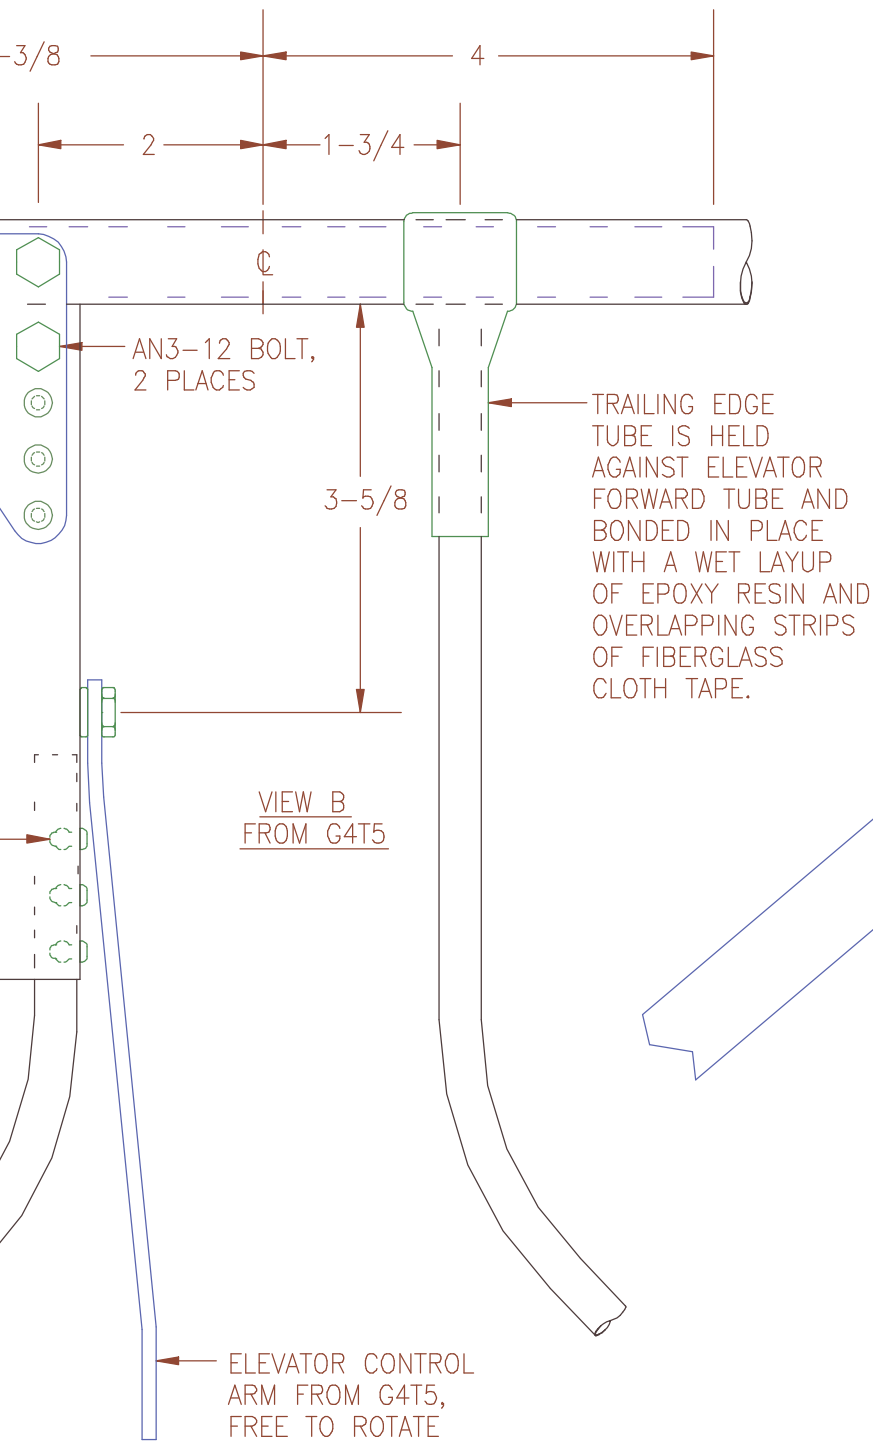 -3/8
4
2
1-3/4
℄
AN3-12 BOLT,
2 PLACES
TRAILING EDGE
TUBE IS HELD
AGAINST ELEVATOR
FORWARD TUBE AND
BONDED IN PLACE
WITH A WET LAYUP
OF EPOXY RESIN AND
OVERLAPPING STRIPS
OF FIBERGLASS
CLOTH TAPE.
3-5/8
VIEW B
FROM G4T5
ELEVATOR CONTROL
ARM FROM G4T5,
FREE TO ROTATE